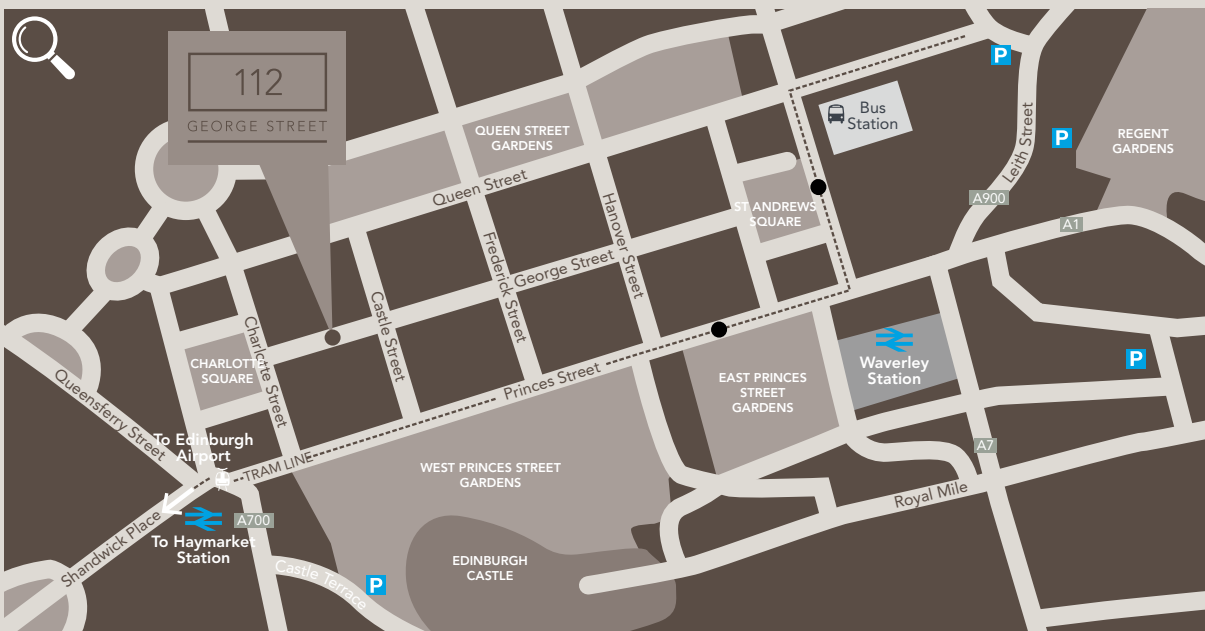 112
GEORGE STREET
P
Bus
Station
QUEEN STREET
GARDENS
P
REGENT
GARDENS
Leith Street
Queen Street
A900
ST ANDREWS
SQUARE
A1
Hanover Street
Frederick Street
George Street
Castle Street
Charlotte Street
CHARLOTTE
SQUARE
Waverley
Station
P
Princes Street
EAST PRINCES
STREET
GARDENS
Queensferry Street
To Edinburgh
Airport
TRAM LINE
WEST PRINCES STREET
GARDENS
A7
Royal Mile
Shandwick Place
A700
To Haymarket
Station
EDINBURGH
CASTLE
Castle Terrace
P